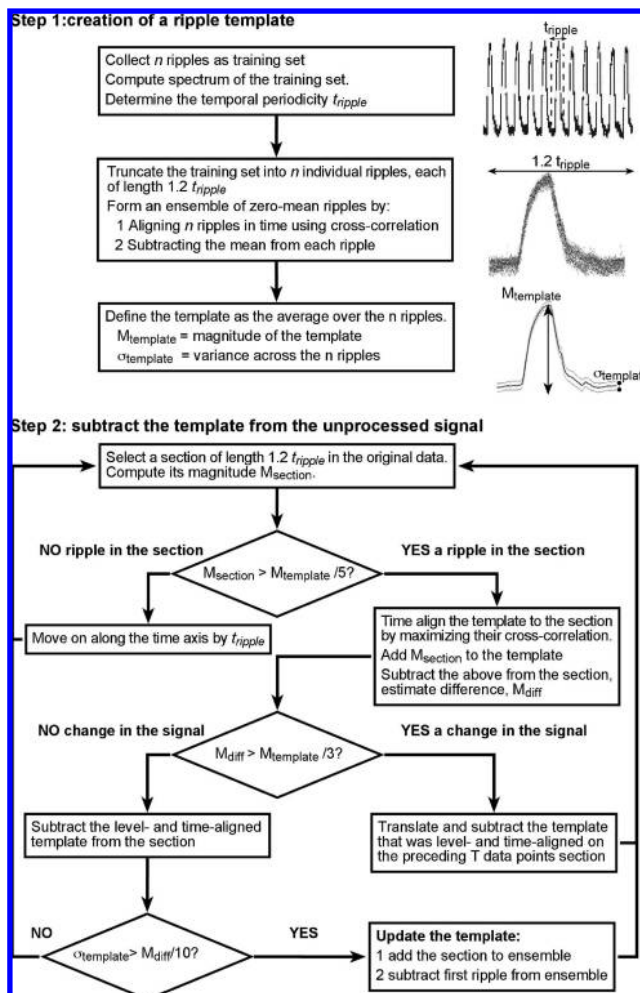 Step 1:creation of a ripple template
Collect n ripples as training set
Compute spectrum of the training set.
Determine the temporal periodicity tripple
tripple
Truncate the training set into n individual ripples, each
of length 1.2 tripple
Form an ensemble of zero-mean ripples by:
1 Aligning n ripples in time using cross-correlation
2 Subtracting the mean from each ripple
1.2 tripple
Define the template as the average over the n ripples.
Mtemplate = magnitude of the template
σtemplate = variance across the n ripples
Mtemplate
σtemplat
Step 2: subtract the template from the unprocessed signal
Select a section of length 1.2 tripple in the original data.
Compute its magnitude Msection.
NO ripple in the section
YES a ripple in the section
Msection > Mtemplate /5?
Move on along the time axis by tripple
Time align the template to the section
by maximizing their cross-correlation.
Add Msection to the template
Subtract the above from the section,
estimate difference, Mdiff
NO change in the signal
YES a change in the signal
Mdiff > Mtemplate /3?
Subtract the level- and time-aligned
template from the section
Translate and subtract the template
that was level- and time-aligned on
the preceding T data points section
NO
YES
σtemplate> Mdiff/10?
Update the template:
1 add the section to ensemble
2 subtract first ripple from ensemble